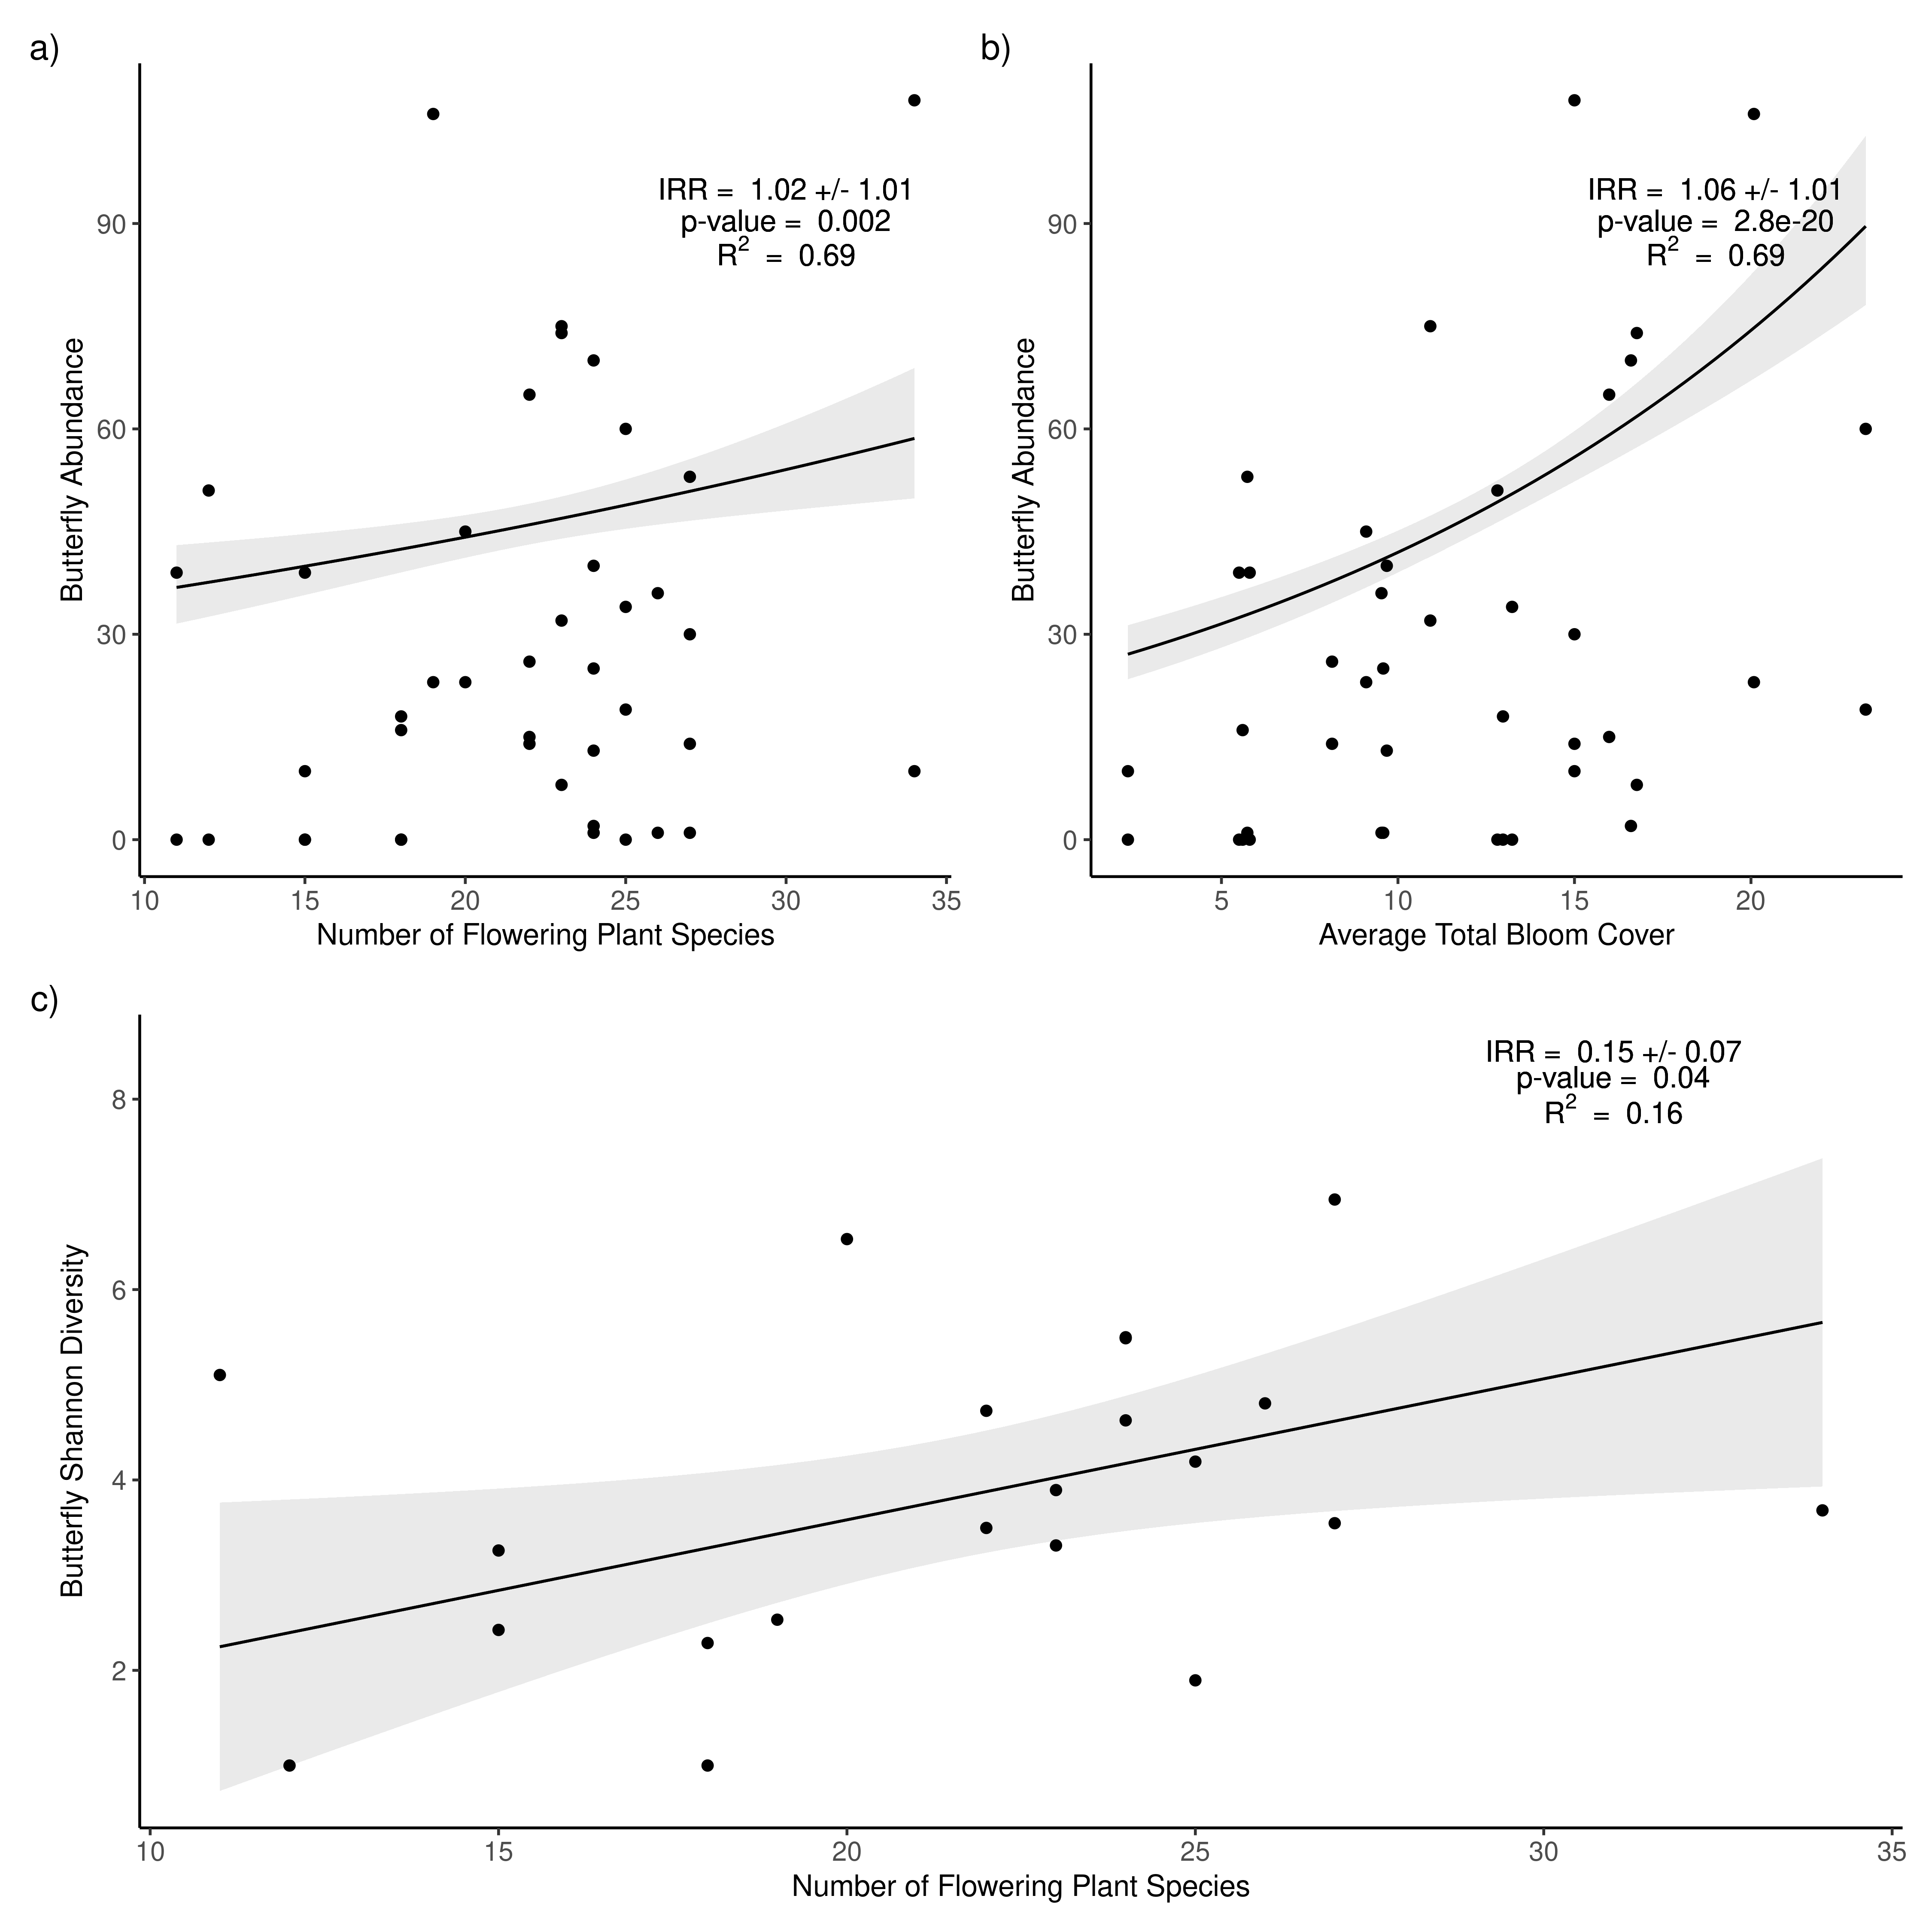 a)
IRR = 1.02 +/- 1.01
p-value = 0.002
R² = 0.69
Butterfly Abundance
90
60
30
0
10 15 20 25 30 35
Number of Flowering Plant Species
b)
IRR = 1.06 +/- 1.01
p-value = 2.8e-20
R² = 0.69
Butterfly Abundance
90
60
30
0
5 10 15 20
Average Total Bloom Cover
c)
IRR = 0.15 +/- 0.07
p-value = 0.04
R² = 0.16
Butterfly Shannon Diversity
8
6
4
2
10 15 20 25 30 35
Number of Flowering Plant Species